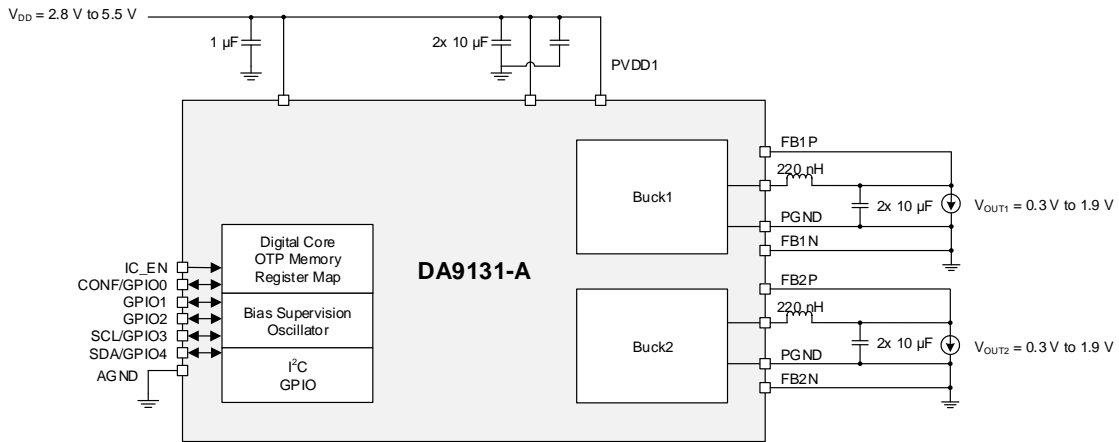 VDD = 2.8 V to 5.5 V
1 µF
2x 10 µF
PVDD1
FB1P
220 nH
Buck1
2x 10 µF
VOUT1 = 0.3 V to 1.9 V
PGND
FB1N
Digital Core
OTP Memory
Register Map
DA9131-A
IC_EN
CONF/GPIO0
GPIO1
GPIO2
SCL/GPIO3
SDA/GPIO4
AGND
Bias Supervision
Oscillator
I²C
GPIO
FB2P
220 nH
Buck2
2x 10 µF
VOUT2 = 0.3 V to 1.9 V
PGND
FB2N